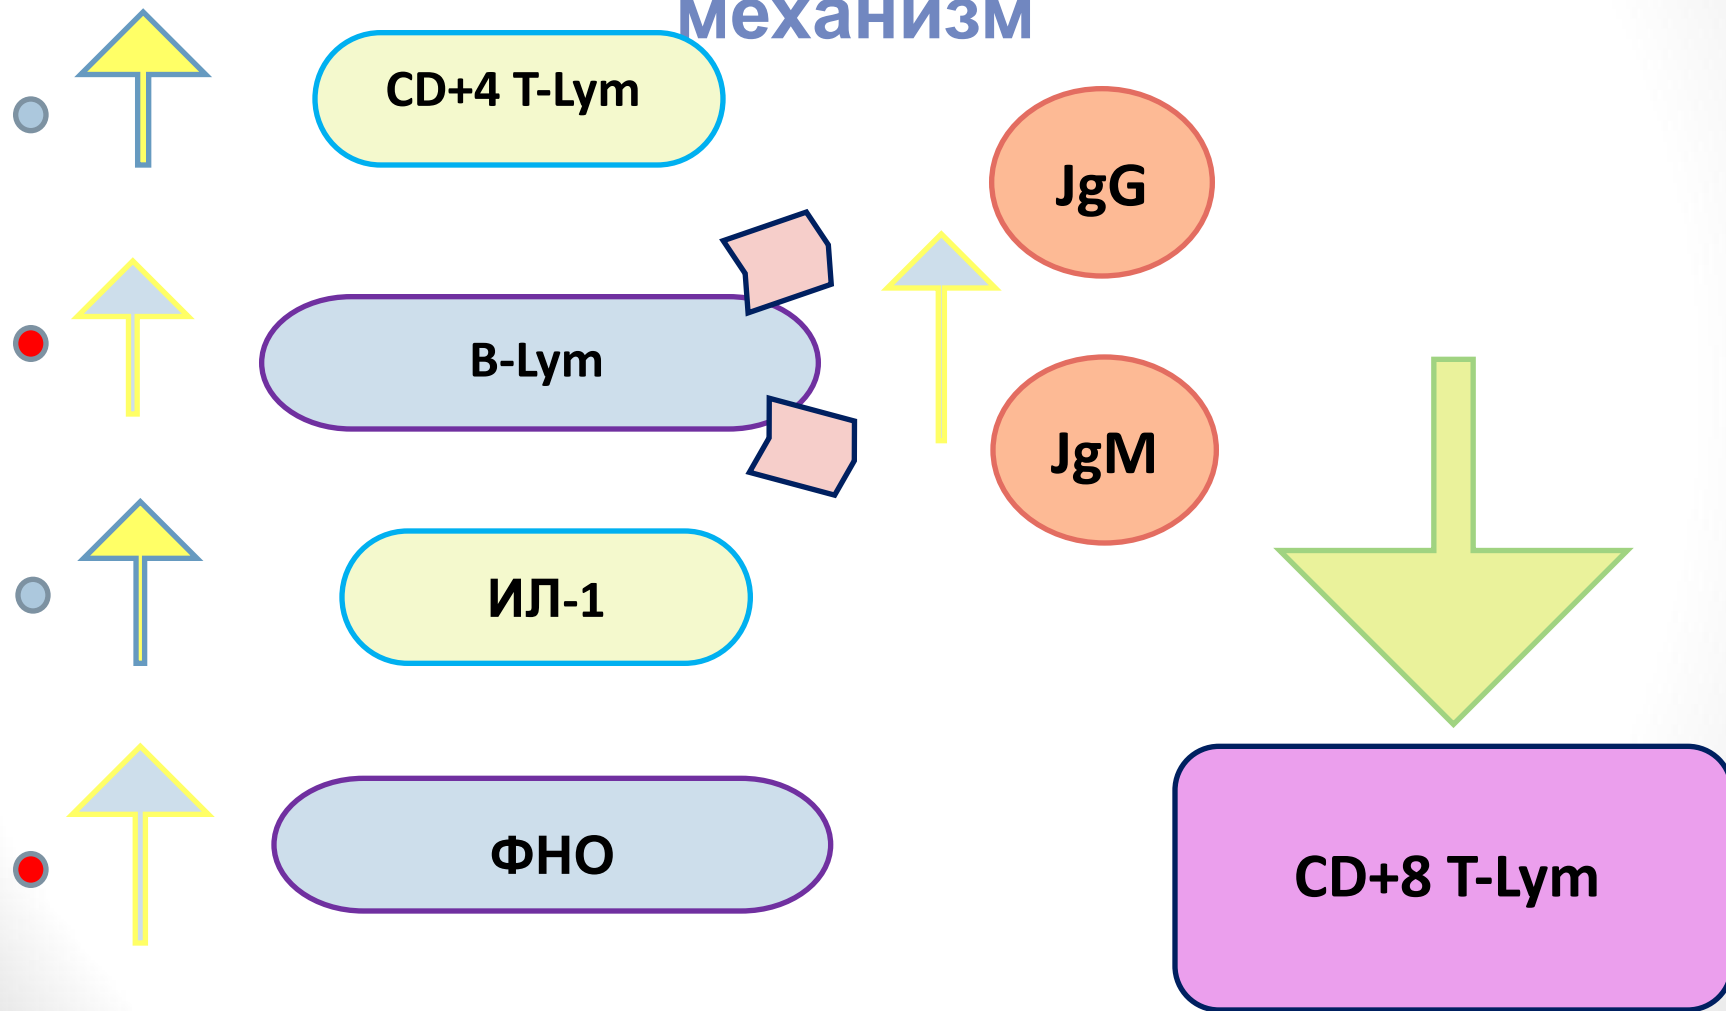 механизм
CD+4 T-Lym
JgG
B-Lym
JgM
ИЛ-1
ФНО
CD+8 T-Lym